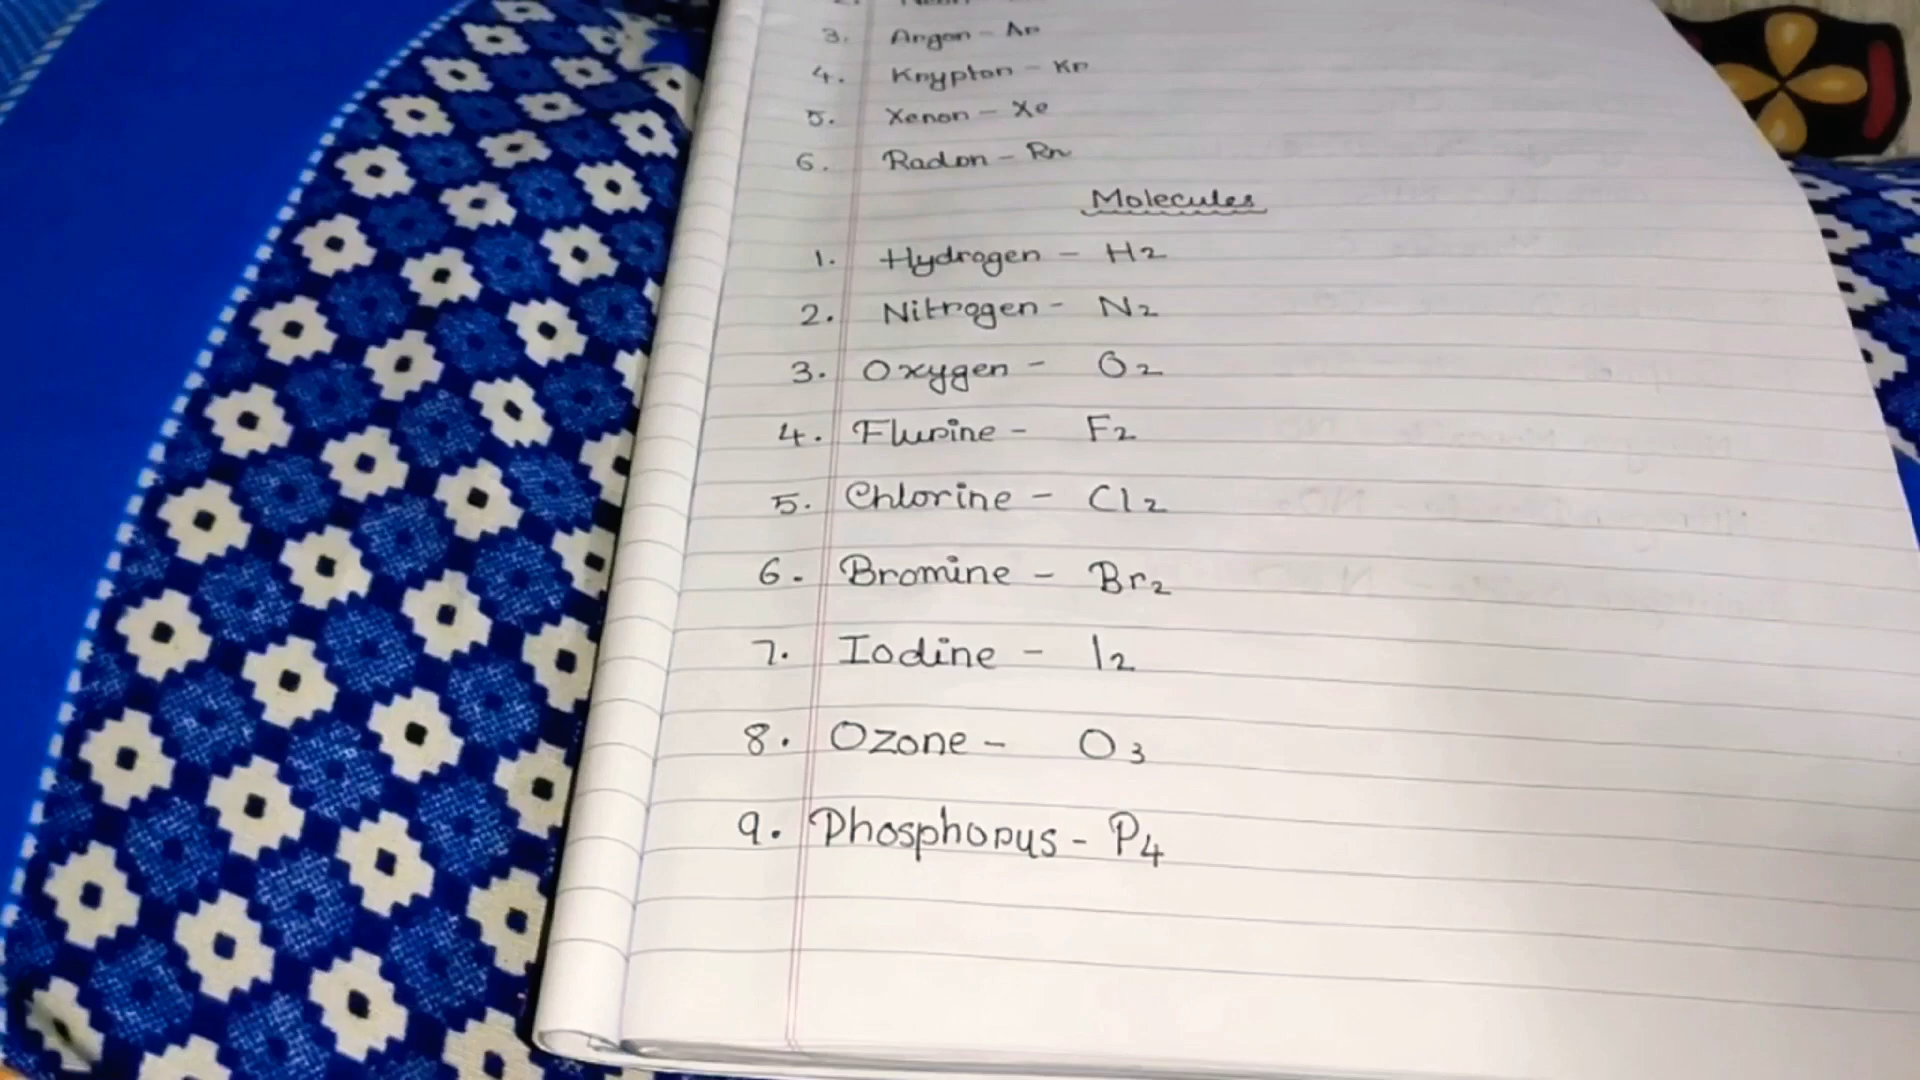 3. Argon - Ar
4. Krypton - Kr
5. Xenon - Xe
6. Radon - Rn
Molecules
1. Hydrogen - H2
2. Nitrogen - N2
3. Oxygen - O2
4. Flurine - F2
5. Chlorine - Cl2
6. Bromine - Br2
7. Iodine - I2
8. Ozone - O3
9. Phosphorus - P4